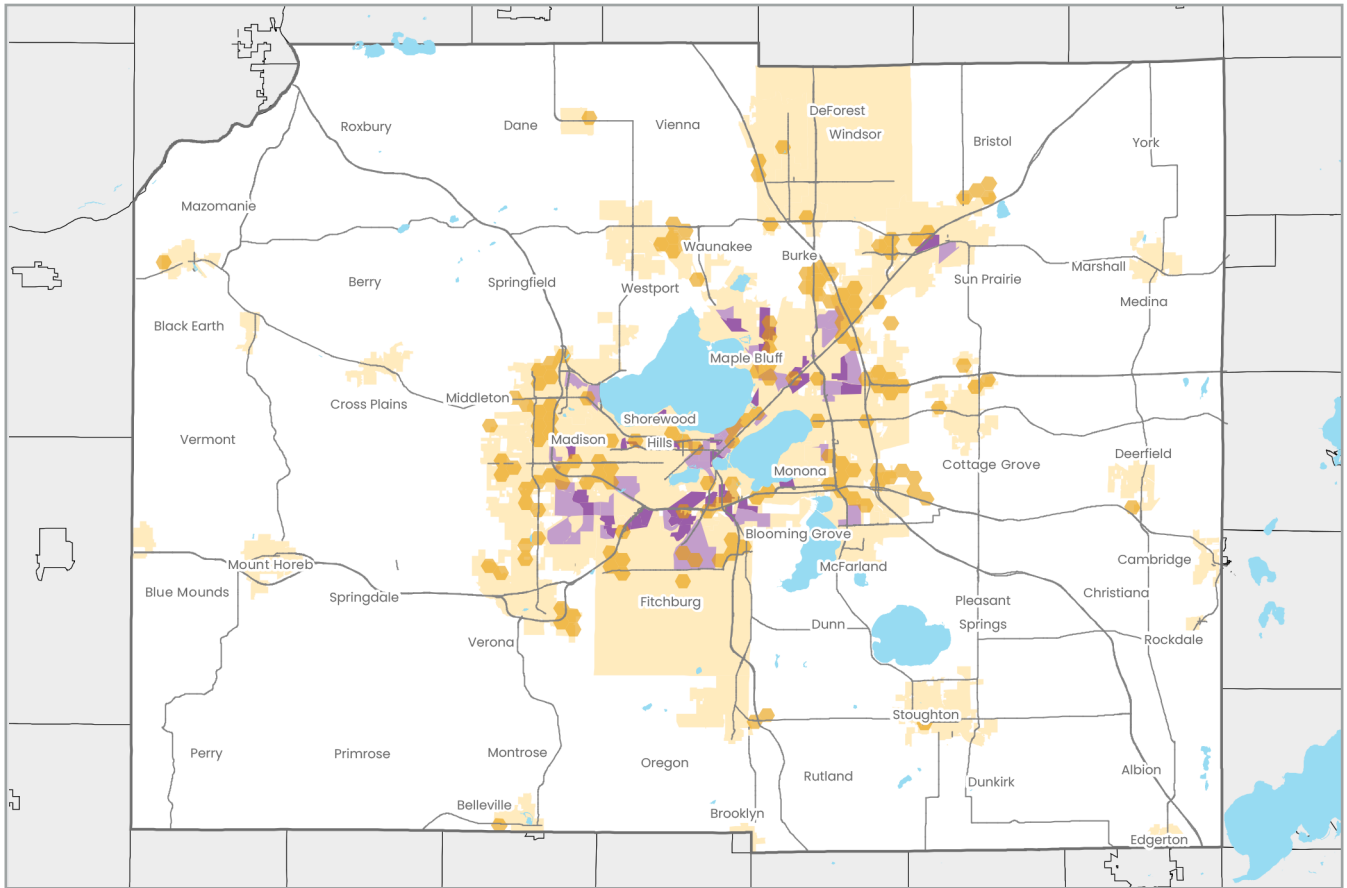 DeForest
Windsor
Roxbury
Dane
Vienna
Bristol
York
Mazomanie
Waunakee
Burke
Marshall
Berry
Springfield
Westport
Sun Prairie
Medina
Black Earth
Maple Bluff
Cross Plains
Middleton
Shorewood
Hills
Vermont
Madison
Monona
Cottage Grove
Deerfield
Blooming Grove
Mount Horeb
McFarland
Cambridge
Blue Mounds
Springdale
Fitchburg
Pleasant
Springs
Christiana
Verona
Dunn
Rockdale
Stoughton
Perry
Primrose
Montrose
Oregon
Rutland
Dunkirk
Albion
Belleville
Brooklyn
Edgerton